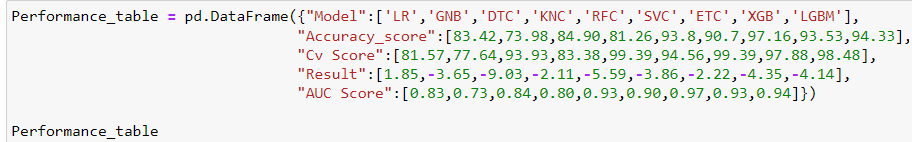 Performance_table = pd.DataFrame({"Model":['LR','GNB','DTC','KNC','RFC','SVC','ETC','XGB','LGBM'],
"Accuracy_score":[83.42,73.98,84.90,81.26,93.8,90.7,97.16,93.53,94.33],
"Cv Score":[81.57,77.64,93.93,83.38,99.39,94.56,99.39,97.88,98.48],
"Result":[1.85,-3.65,-9.03,-2.11,-5.59,-3.86,-2.22,-4.35,-4.14],
"AUC Score":[0.83,0.73,0.84,0.80,0.93,0.90,0.97,0.93,0.94]})
Performance_table